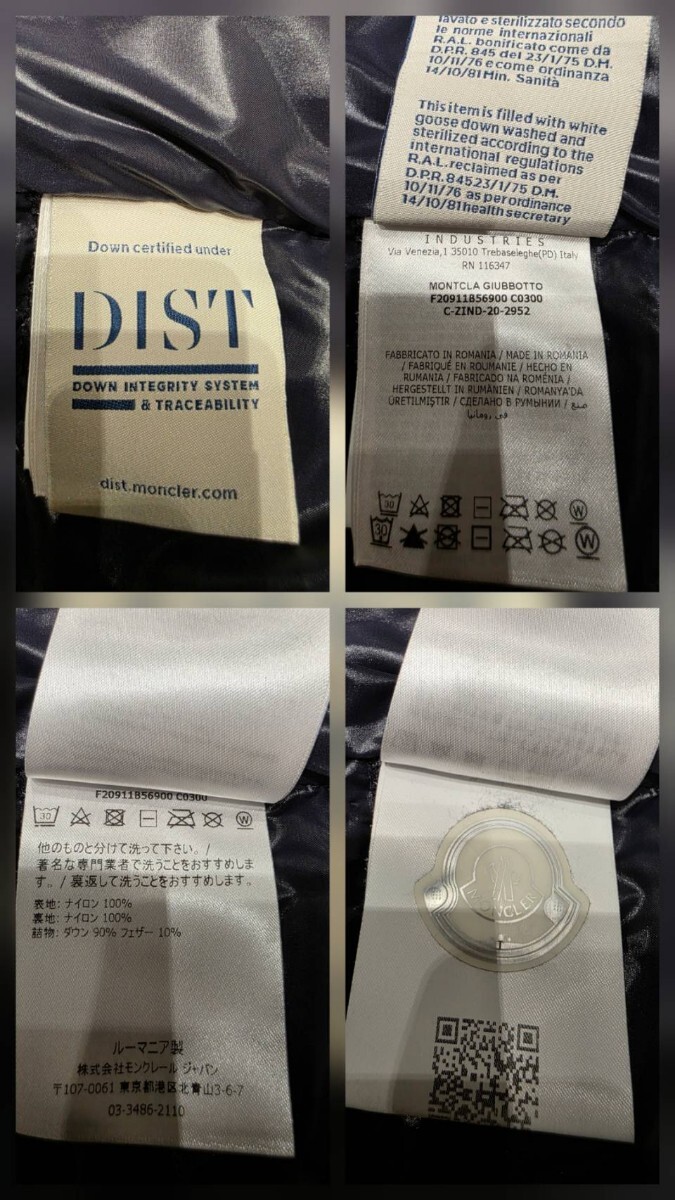 Down certified under
DIST
DOWN INTEGRITY SYSTEM
& TRACEABILITY
dist.moncler.com
lavato e sterilizzato secondo
le norme internazionali
R.A.L. bonificato come da
D.P.R. 845 del 23/1/75 D.M.
10/11/76 e come ordinanza
14/10/81 Min. Sanità
This item is filled with white
goose down washed and
sterilized according to the
international regulations
R.A.L. reclaimed as per
D.P.R. 84523/1/75 D.M.
10/11/76 as per ordinance
14/10/81 health secretary
INDUSTRIES
Via Venezia,1 35010 Trebaseleghe(PD) Italy
RN 116347
MONTCLA GIUBBOTTO
F20911B56900 C0300
C-ZIND-20-2952
FABBRICATO IN ROMANIA / MADE IN ROMANIA
/ FABRIQUÉ EN ROUMANIE / HECHO EN
RUMANIA / FABRICADO NA ROMÊNIA /
HERGESTELLT IN RUMÄNIEN / ROMANYA'DA
ÜRETILMIŞTIR / СДЕЛАНО В РУМЫНИИ / صنع
في رومانيا
30
W
30
W
F20911B56900 C0300
30
W
他のものと分けて洗って下さい。/
著名な専門業者で洗うことをおすすめしま
す。/ 裏返して洗うことをおすすめします。
表地: ナイロン 100%
裏地: ナイロン 100%
詰物: ダウン 90% フェザー 10%
ルーマニア製
株式会社モンクレール ジャパン
〒107-0061 東京都港区北青山3-6-7
03-3486-2110
MONCLER